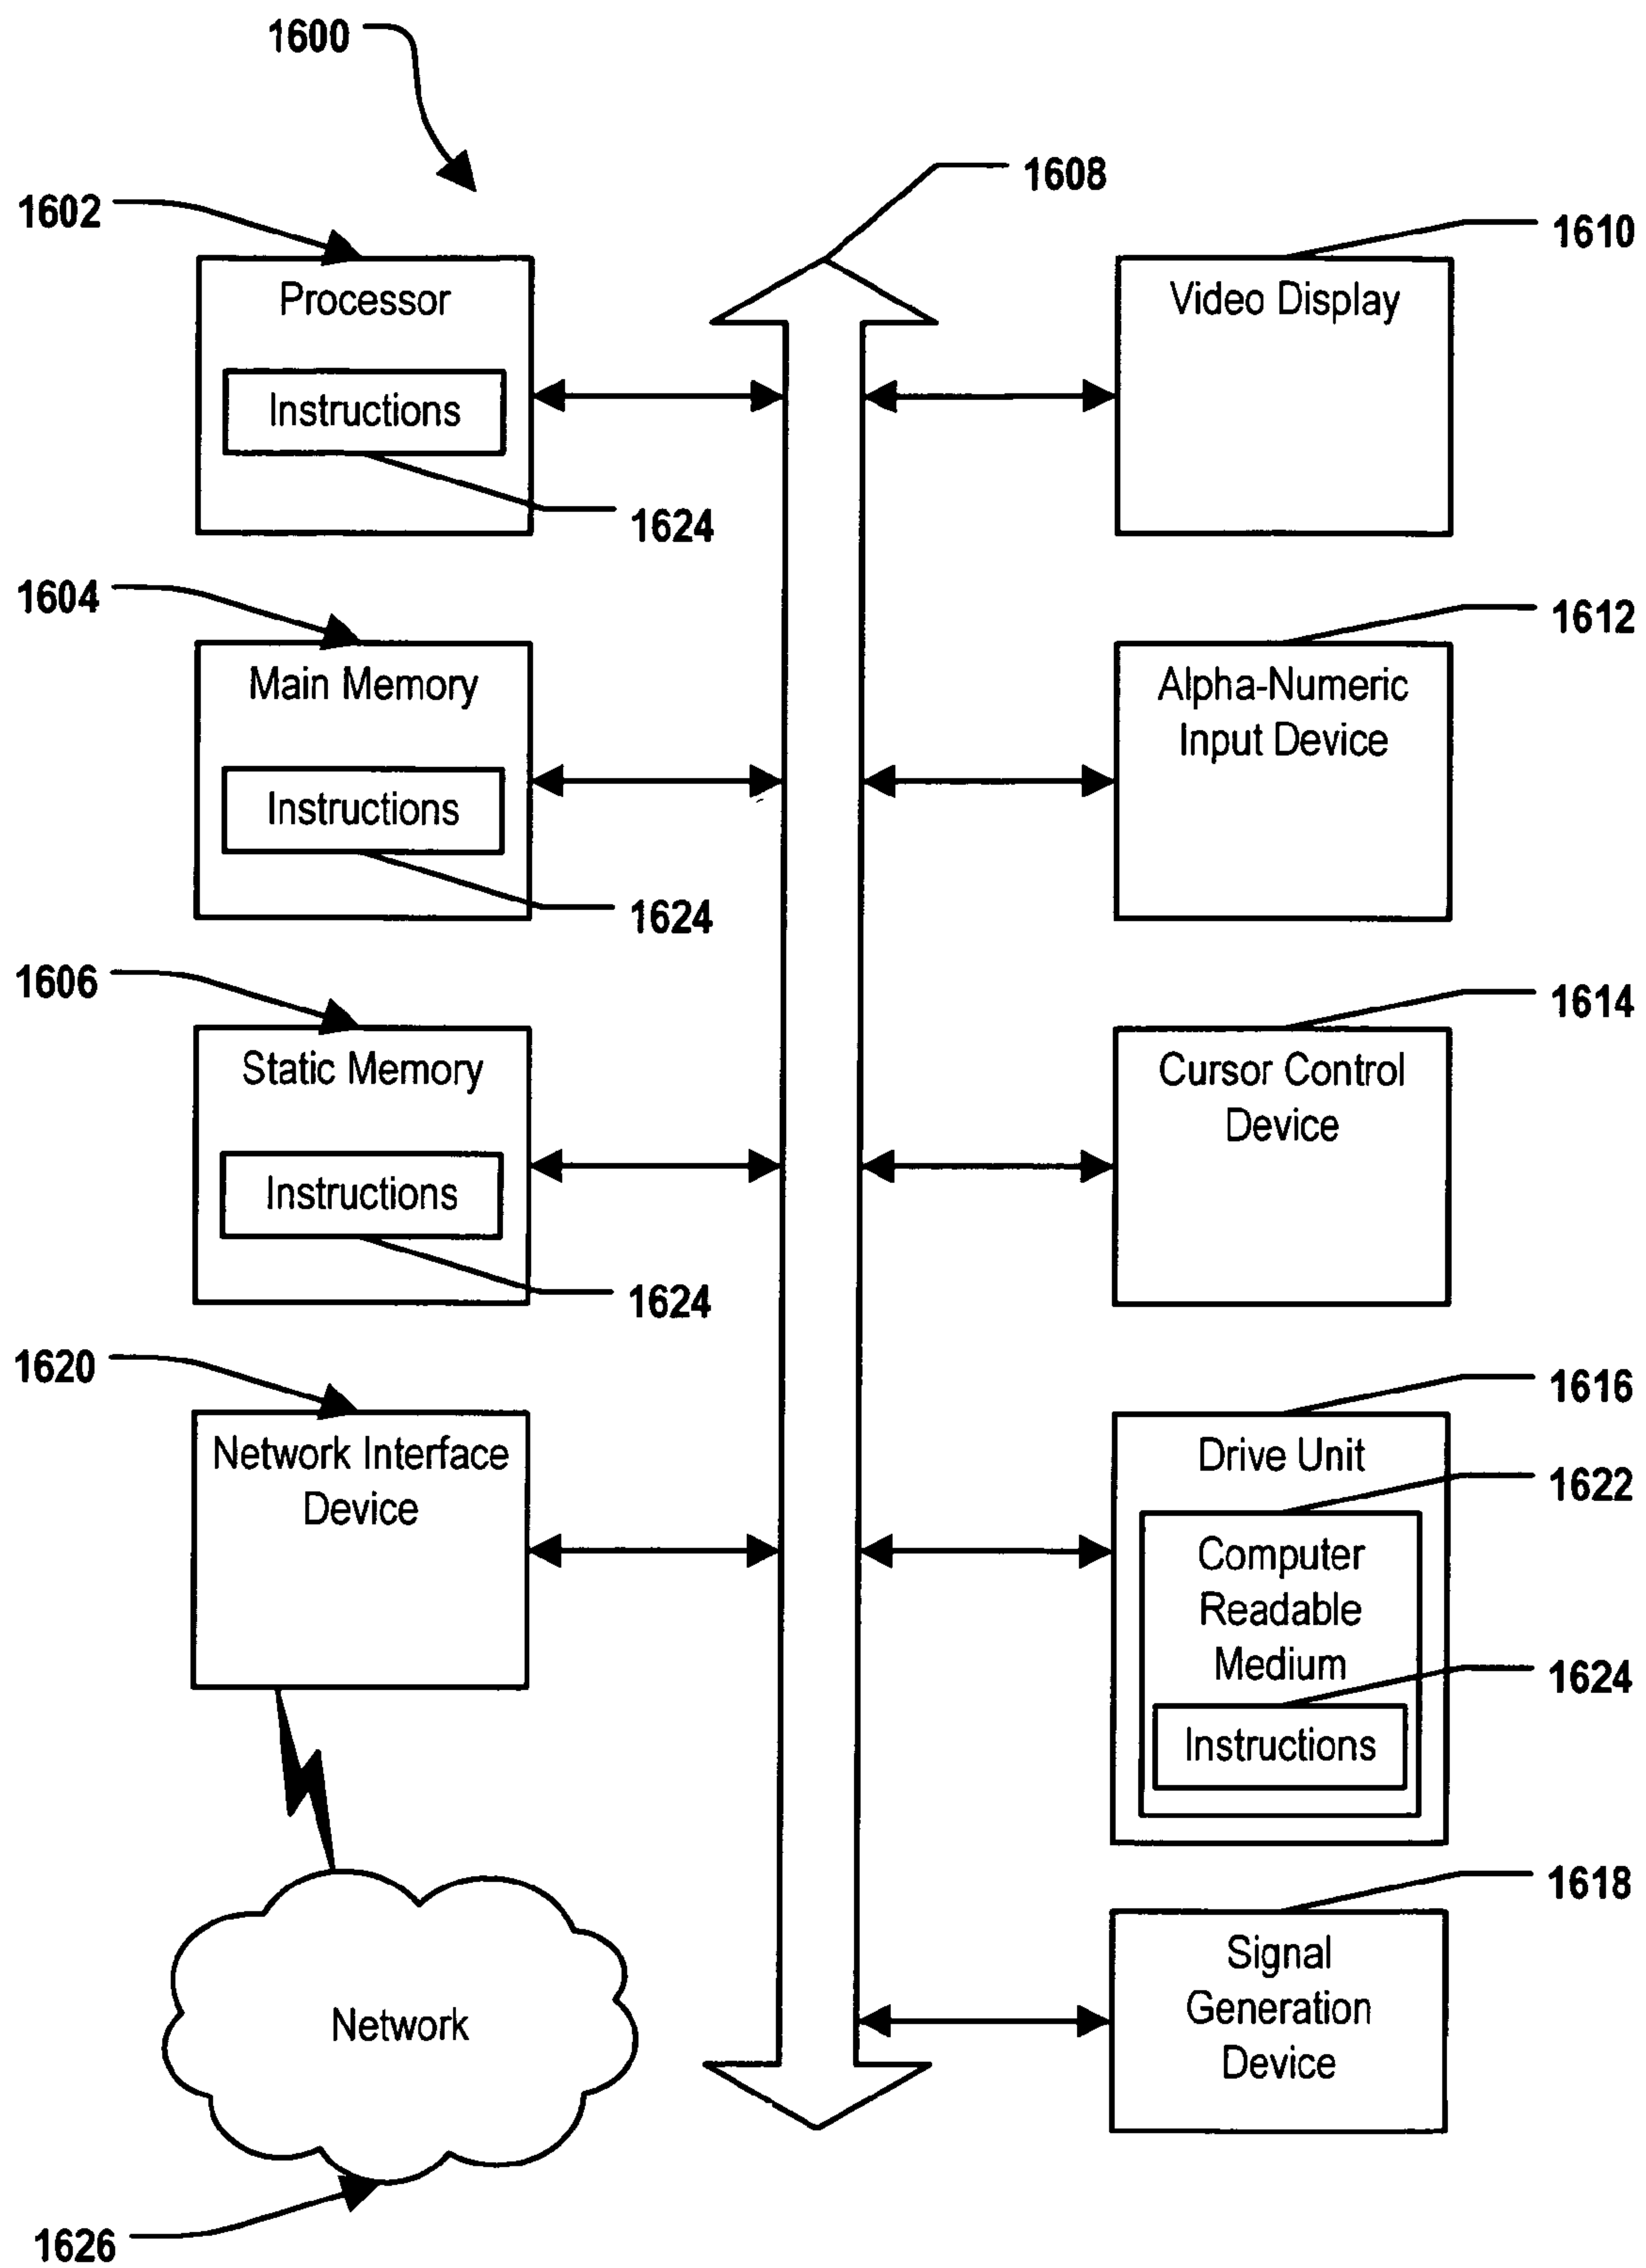 1600
1608
1602
1610
Processor
Video Display
Instructions
1624
1604
1612
Main Memory
Alpha-Numeric
Input Device
Instructions
1624
1606
1614
Static Memory
Cursor Control
Device
Instructions
1624
1620
1616
Network Interface
Device
Drive Unit
1622
Computer
Readable
Medium
1624
Instructions
1618
Signal
Generation
Device
Network
1626